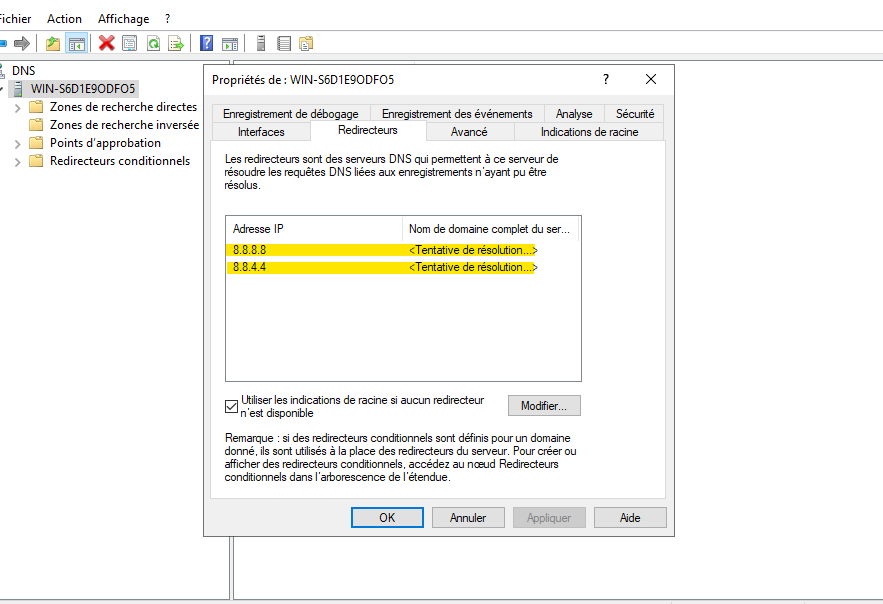 Fichier Action Affichage ?
DNS
WIN-S6D1E9ODFO5
Zones de recherche directes
Zones de recherche inversée
Points d'approbation
Redirecteurs conditionnels
Propriétés de : WIN-S6D1E9ODFO5 ?
Enregistrement de débogage Enregistrement des événements Analyse Sécurité
Interfaces Redirecteurs Avancé Indications de racine
Les redirecteurs sont des serveurs DNS qui permettent à ce serveur de
résoudre les requêtes DNS liées aux enregistrements n'ayant pu être
résolus.
Adresse IP Nom de domaine complet du ser...
8.8.8.8 <Tentative de résolution...>
8.8.4.4 <Tentative de résolution...>
Utiliser les indications de racine si aucun redirecteur
n'est disponible
Modifier...
Remarque : si des redirecteurs conditionnels sont définis pour un domaine
donné, ils sont utilisés à la place des redirecteurs du serveur. Pour créer ou
afficher des redirecteurs conditionnels, accédez au nœud Redirecteurs
conditionnels dans l'arborescence de l'étendue.
OK Annuler Appliquer Aide